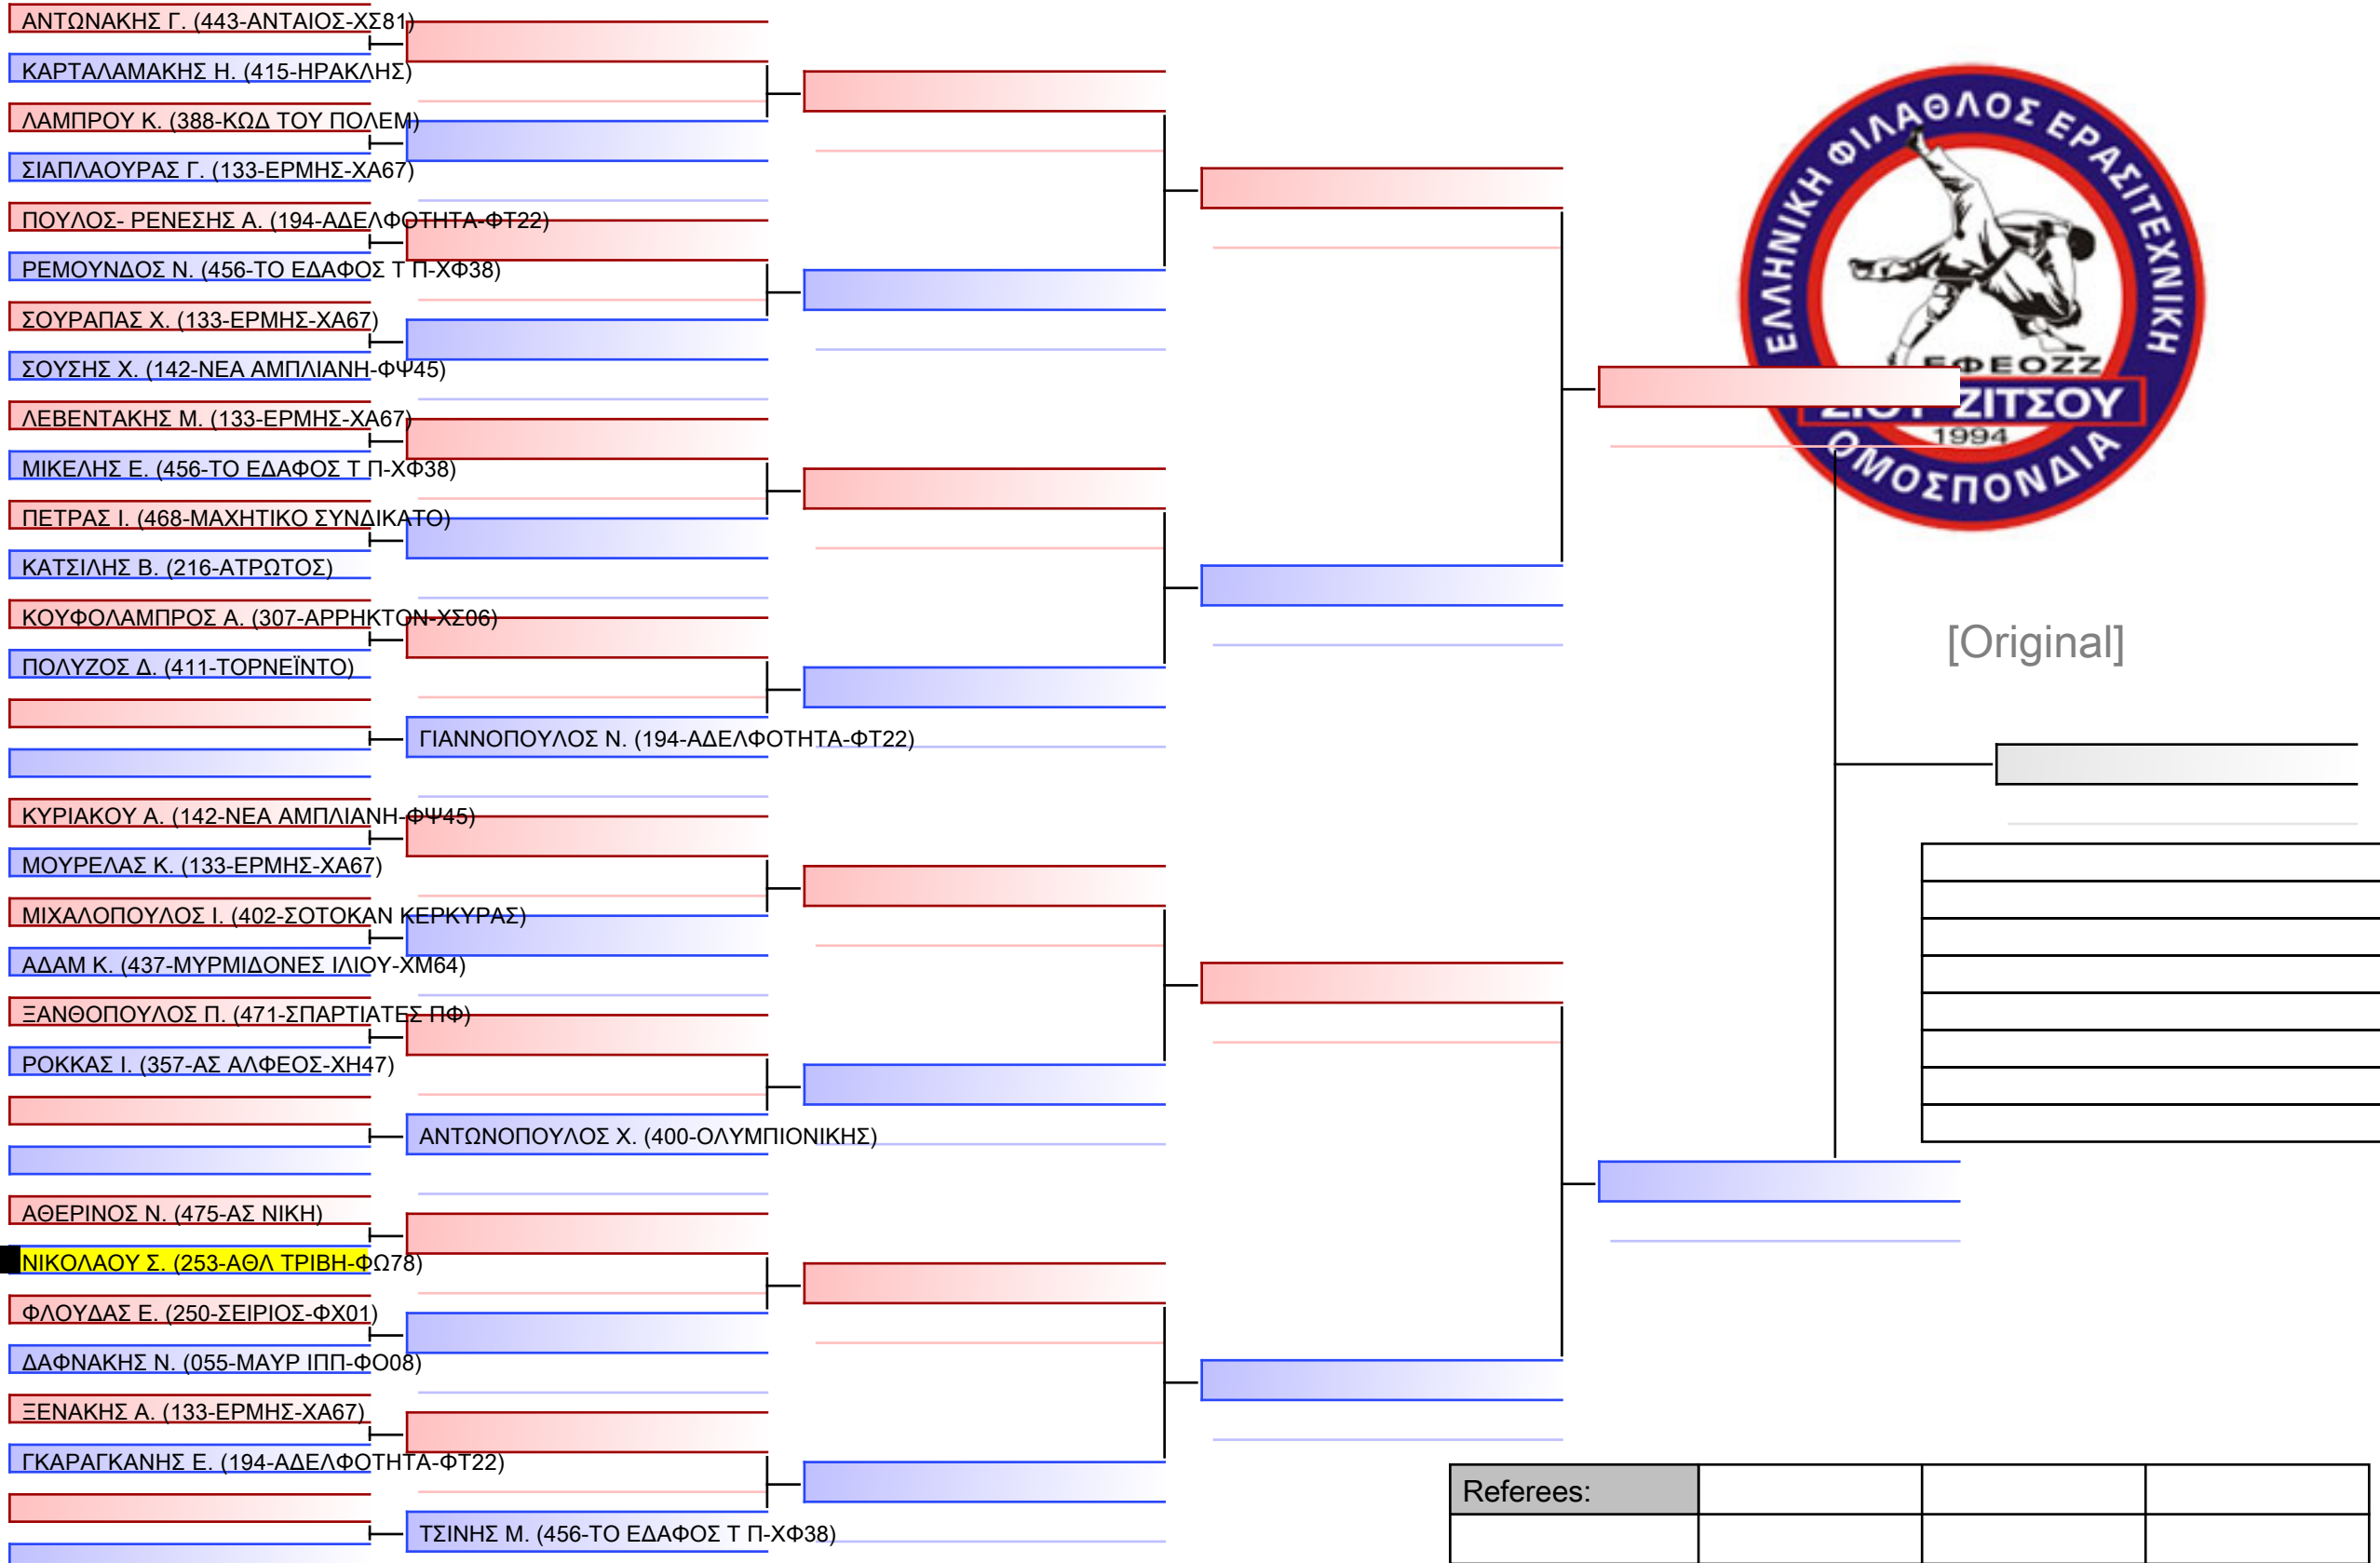 ΑΝΤΩΝΑΚΗΣ Γ. (443-ΑΝΤΑΙΟΣ-ΧΣ81)
ΚΑΡΤΑΛΑΜΑΚΗΣ Η. (415-ΗΡΑΚΛΗΣ)
ΛΑΜΠΡΟΥ Κ. (388-ΚΩΔ ΤΟΥ ΠΟΛΕΜ)
ΣΙΑΠΛΑΟΥΡΑΣ Γ. (133-ΕΡΜΗΣ-ΧΑ67)
ΠΟΥΛΟΣ- ΡΕΝΕΣΗΣ Α. (194-ΑΔΕΛΦΟΤΗΤΑ-ΦΤ22)
ΡΕΜΟΥΝΔΟΣ Ν. (456-ΤΟ ΕΔΑΦΟΣ Τ Π-ΧΦ38)
ΣΟΥΡΑΠΑΣ Χ. (133-ΕΡΜΗΣ-ΧΑ67)
ΣΟΥΣΗΣ Χ. (142-ΝΕΑ ΑΜΠΛΙΑΝΗ-ΦΨ45)
ΛΕΒΕΝΤΑΚΗΣ Μ. (133-ΕΡΜΗΣ-ΧΑ67)
ΜΙΚΕΛΗΣ Ε. (456-ΤΟ ΕΔΑΦΟΣ Τ Π-ΧΦ38)
ΠΕΤΡΑΣ Ι. (468-ΜΑΧΗΤΙΚΟ ΣΥΝΔΙΚΑΤΟ)
ΚΑΤΣΙΛΗΣ Β. (216-ΑΤΡΩΤΟΣ)
ΚΟΥΦΟΛΑΜΠΡΟΣ Α. (307-ΑΡΡΗΚΤΟΝ-ΧΣ06)
ΠΟΛΥΖΟΣ Δ. (411-ΤΟΡΝΕΪΝΤΟ)
ΓΙΑΝΝΟΠΟΥΛΟΣ Ν. (194-ΑΔΕΛΦΟΤΗΤΑ-ΦΤ22)
ΚΥΡΙΑΚΟΥ Α. (142-ΝΕΑ ΑΜΠΛΙΑΝΗ-ΦΨ45)
ΜΟΥΡΕΛΑΣ Κ. (133-ΕΡΜΗΣ-ΧΑ67)
ΜΙΧΑΛΟΠΟΥΛΟΣ Ι. (402-ΣΟΤΟΚΑΝ ΚΕΡΚΥΡΑΣ)
ΑΔΑΜ Κ. (437-ΜΥΡΜΙΔΟΝΕΣ ΙΛΙΟΥ-ΧΜ64)
ΞΑΝΘΟΠΟΥΛΟΣ Π. (471-ΣΠΑΡΤΙΑΤΕΣ ΠΦ)
ΡΟΚΚΑΣ Ι. (357-ΑΣ ΑΛΦΕΟΣ-ΧΗ47)
ΑΝΤΩΝΟΠΟΥΛΟΣ Χ. (400-ΟΛΥΜΠΙΟΝΙΚΗΣ)
ΑΘΕΡΙΝΟΣ Ν. (475-ΑΣ ΝΙΚΗ)
ΝΙΚΟΛΑΟΥ Σ. (253-ΑΘΛ ΤΡΙΒΗ-ΦΩ78)
ΦΛΟΥΔΑΣ Ε. (250-ΣΕΙΡΙΟΣ-ΦΧ01)
ΔΑΦΝΑΚΗΣ Ν. (055-ΜΑΥΡ ΙΠΠ-ΦΟ08)
ΞΕΝΑΚΗΣ Α. (133-ΕΡΜΗΣ-ΧΑ67)
ΓΚΑΡΑΓΚΑΝΗΣ Ε. (194-ΑΔΕΛΦΟΤΗΤΑ-ΦΤ22)
ΤΣΙΝΗΣ Μ. (456-ΤΟ ΕΔΑΦΟΣ Τ Π-ΧΦ38)
ΕΛΛΗΝΙΚΗ ΦΙΛΑΘΛΟΣ ΕΡΑΣΙΤΕΧΝΙΚΗ
ΕΦΕΟΖΖ
ΖΙΤΣΟΥ
1994
ΟΜΟΣΠΟΝΔΙΑ
[Original]
Referees: